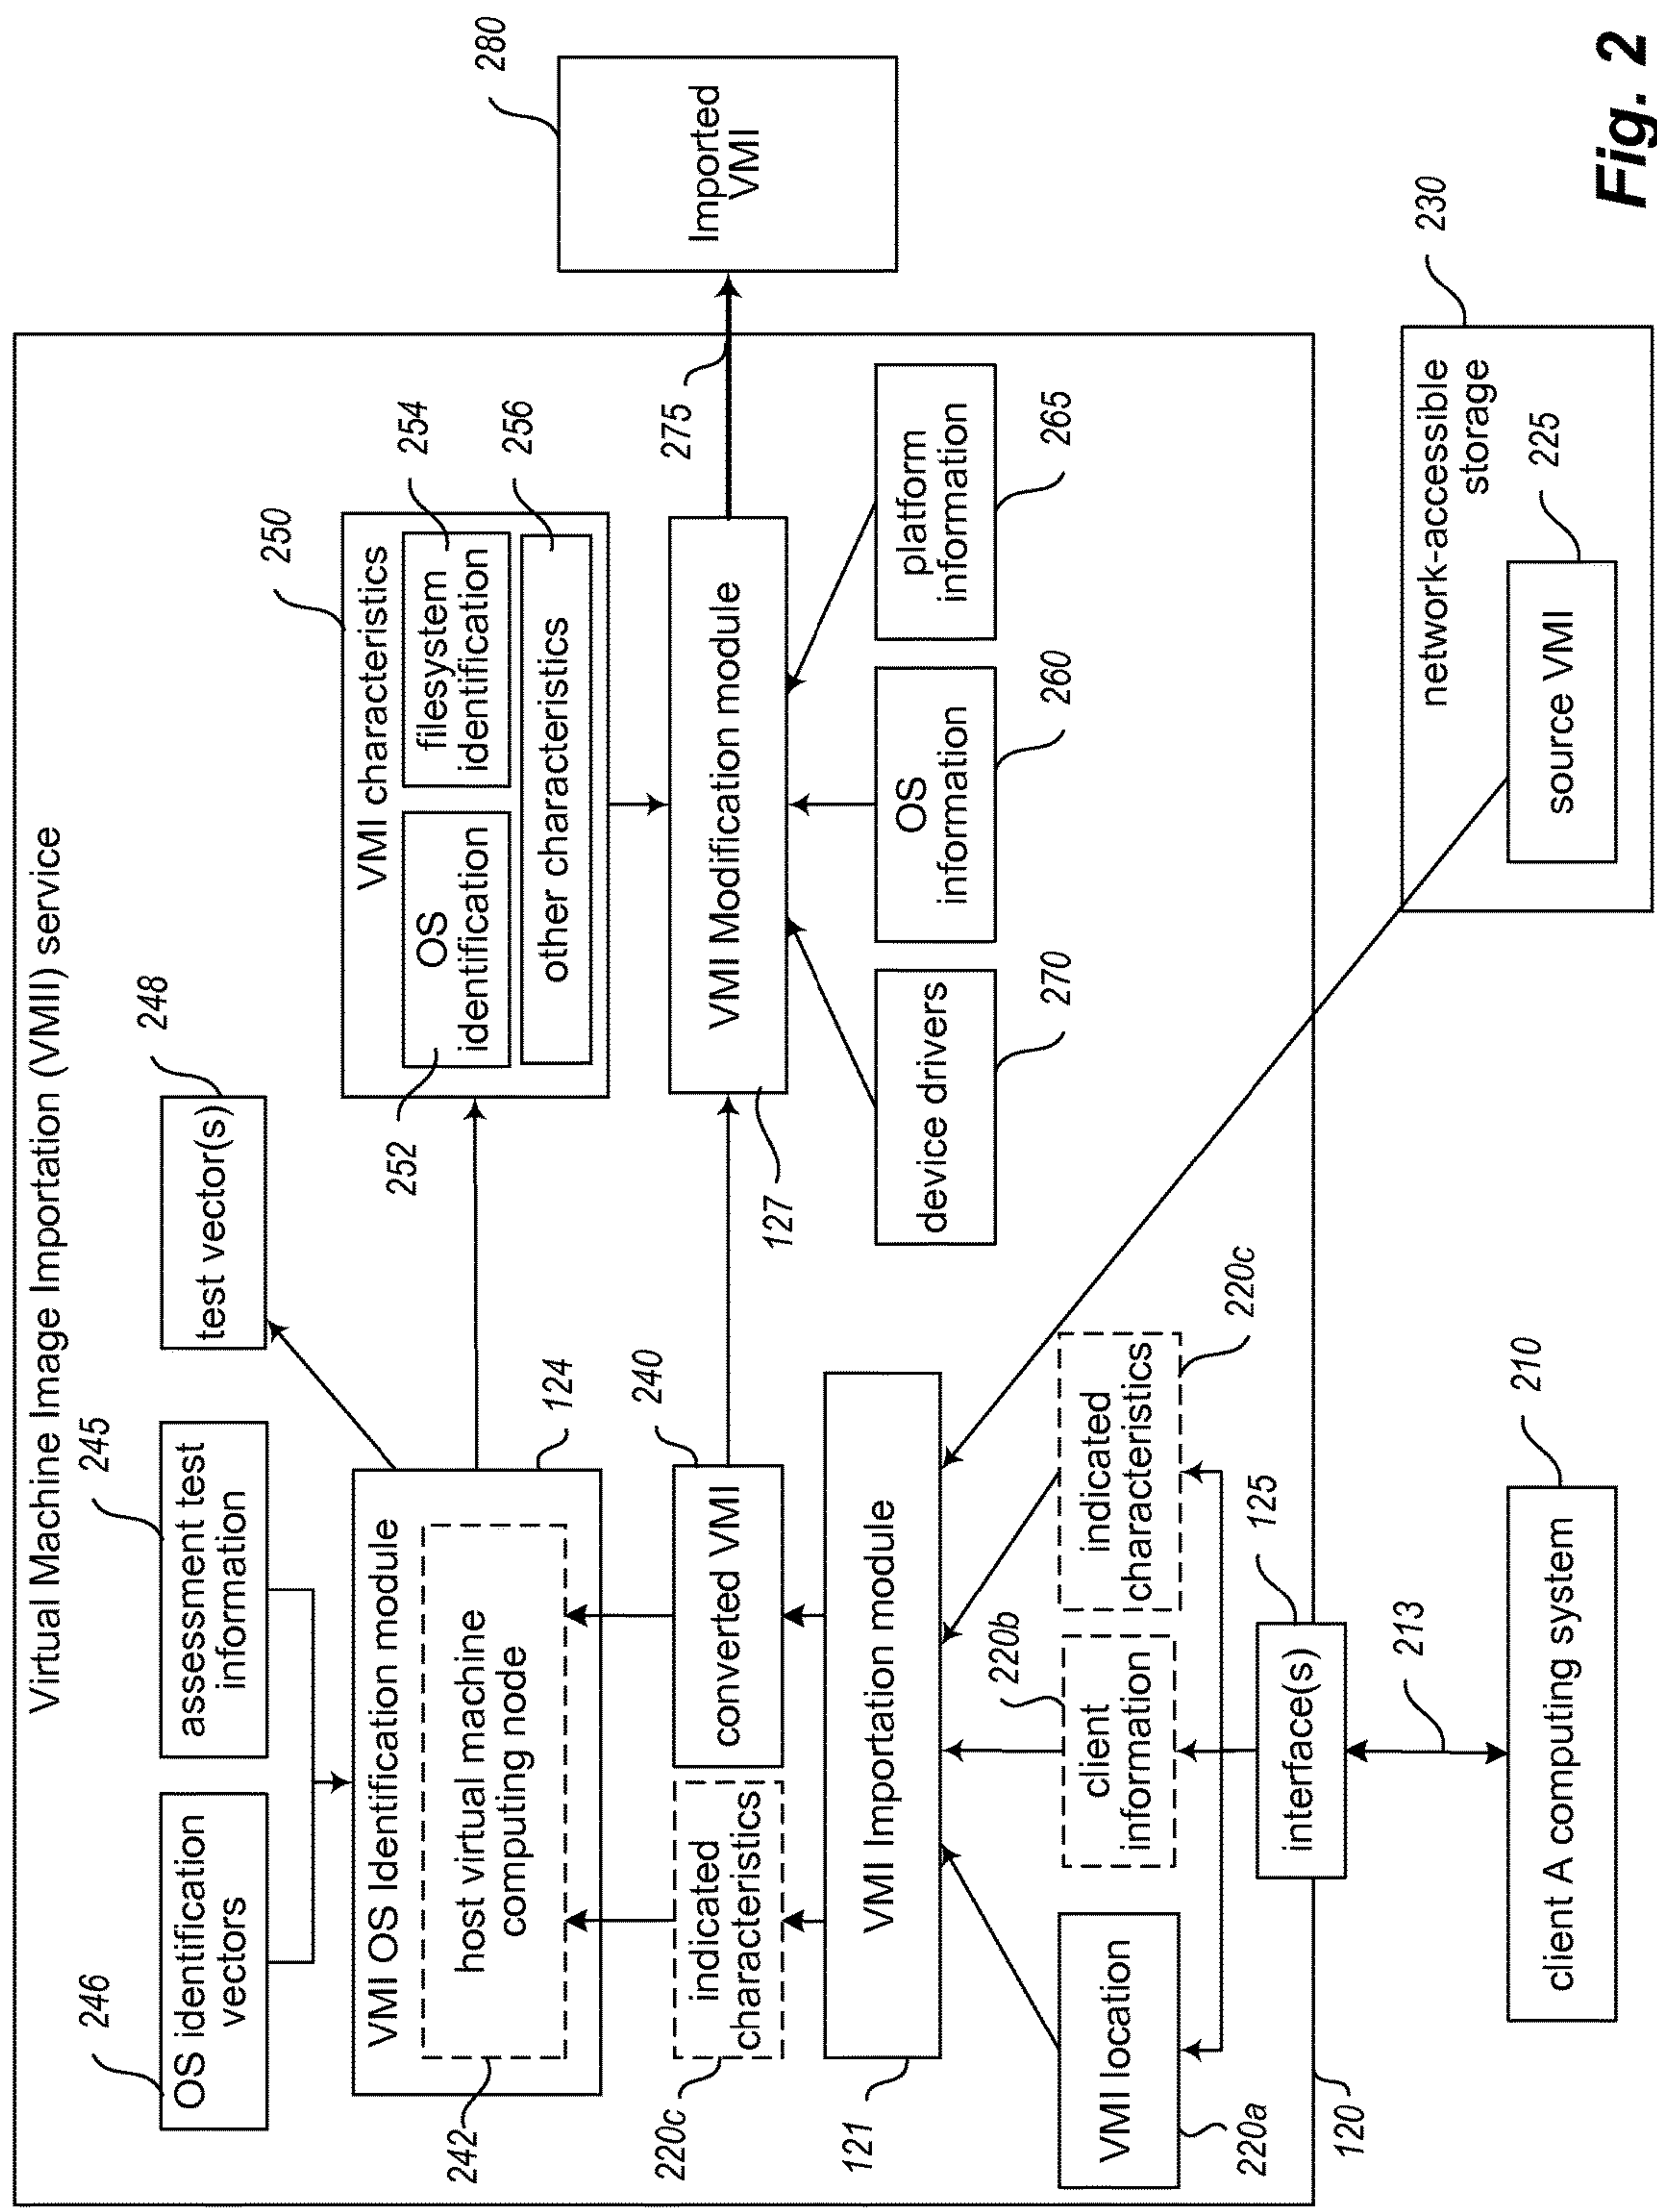 Virtual Machine Image Importation (VMII) service
246
OS identification
vectors
245
assessment test
information
248
test vector(s)
VMI OS Identification module
124
host virtual machine
computing node
242
250
VMI characteristics
252
OS
identification
254
filesystem
identification
256
other characteristics
220c
indicated
characteristics
240
converted VMI
127
VMI Modification module
275
280
Imported
VMI
121
VMI Importation module
270
device drivers
260
OS
information
265
platform
information
220a
VMI location
220b
client
information
220c
indicated
characteristics
125
interface(s)
120
213
210
client A computing system
230
network-accessible
storage
225
source VMI
Fig. 2